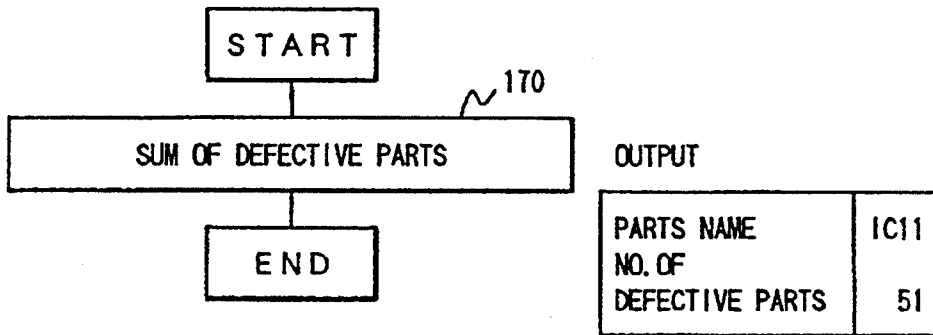 START
170
SUM OF DEFECTIVE PARTS
END
OUTPUT
PARTS NAME IC11
NO. OF
DEFECTIVE PARTS 51